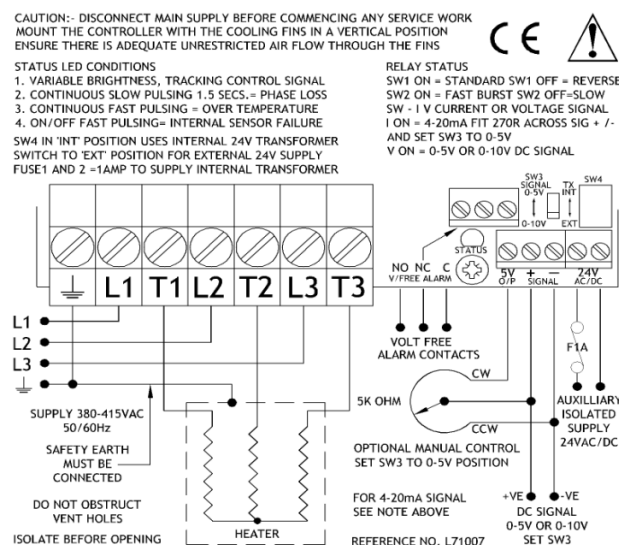 CAUTION:- DISCONNECT MAIN SUPPLY BEFORE COMMENCING ANY SERVICE WORK
MOUNT THE CONTROLLER WITH THE COOLING FINS IN A VERTICAL POSITION
ENSURE THERE IS ADEQUATE UNRESTRICTED AIR FLOW THROUGH THE FINS
CE
STATUS LED CONDITIONS
1. VARIABLE BRIGHTNESS, TRACKING CONTROL SIGNAL
2. CONTINUOUS SLOW PULSING 1.5 SECS.= PHASE LOSS
3. CONTINUOUS FAST PULSING = OVER TEMPERATURE
4. ON/OFF FAST PULSING= INTERNAL SENSOR FAILURE
SW4 IN 'INT' POSITION USES INTERNAL 24V TRANSFORMER
SWITCH TO 'EXT' POSITION FOR EXTERNAL 24V SUPPLY
FUSE1 AND 2 =1AMP TO SUPPLY INTERNAL TRANSFORMER
RELAY STATUS
SW1 ON = STANDARD SW1 OFF = REVERSE
SW2 ON = FAST BURST SW2 OFF=SLOW
SW - I V CURRENT OR VOLTAGE SIGNAL
I ON = 4-20mA FIT 270R ACROSS SIG + /-
AND SET SW3 TO 0-5V
V ON = 0-5V OR 0-10V DC SIGNAL
SW3
SIGNAL
0-5V
0-10V
TX
INT
EXT
SW4
STATUS
NO NC C
V/FREE ALARM
5V
O/P
+ −
SIGNAL
24V
AC/DC
L1 T1 L2 T2 L3 T3
L1
L2
L3
VOLT FREE
ALARM CONTACTS
F1A
SUPPLY 380-415VAC
50/60Hz
SAFETY EARTH
MUST BE
CONNECTED
DO NOT OBSTRUCT
VENT HOLES
ISOLATE BEFORE OPENING
HEATER
5K OHM
CW
CCW
OPTIONAL MANUAL CONTROL
SET SW3 TO 0-5V POSITION
AUXILLIARY
ISOLATED
SUPPLY
24VAC/DC
FOR 4-20mA SIGNAL
SEE NOTE ABOVE
REFERENCE NO. L71007
+VE -VE
DC SIGNAL
0-5V OR 0-10V
SET SW3